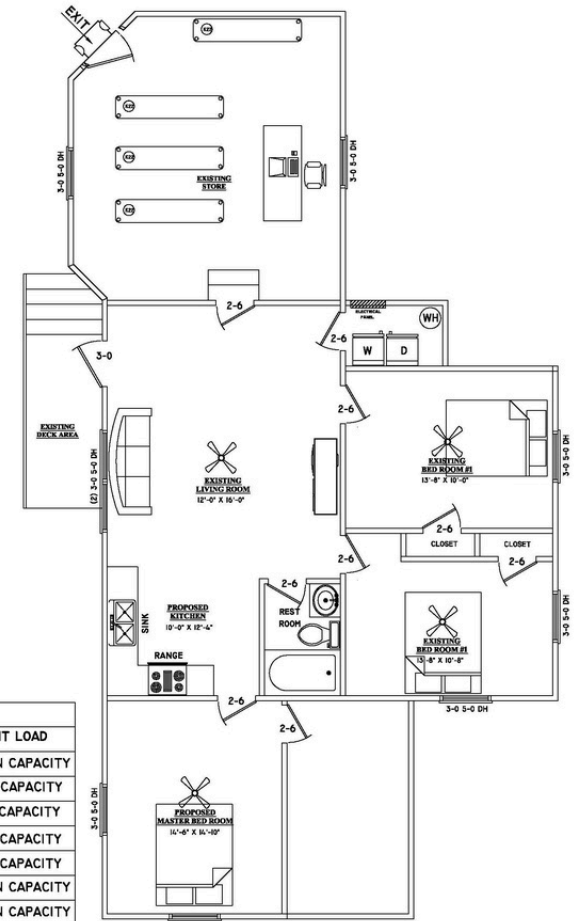 EXIT
X22
X22
X22
X22
EXISTING
STORE
3-0 5-0 DH
3-0 5-0 DH
2-6
ELECTRICAL
PANEL
WH
2-6
W
D
3-0
2-6
EXISTING
DECK AREA
(2) 3-0 5-0 DH
EXISTING
LIVING ROOM
12'-0" X 16'-0"
EXISTING
BED ROOM #1
13'-8" X 10'-0"
3-0 5-0 DH
2-6
CLOSET
CLOSET
2-6
2-6
2-6
REST
ROOM
SINK
PROPOSED
KITCHEN
10'-0" X 12'-4"
RANGE
EXISTING
BED ROOM #1
13'-8" X 10'-8"
3-0 5-0 DH
3-0 5-0 DH
2-6
2-6
3-0 5-0 DH
PROPOSED
MASTER BED ROOM
14'-6" X 14'-10"
IT LOAD
N CAPACITY
CAPACITY
CAPACITY
CAPACITY
CAPACITY
N CAPACITY
N CAPACITY